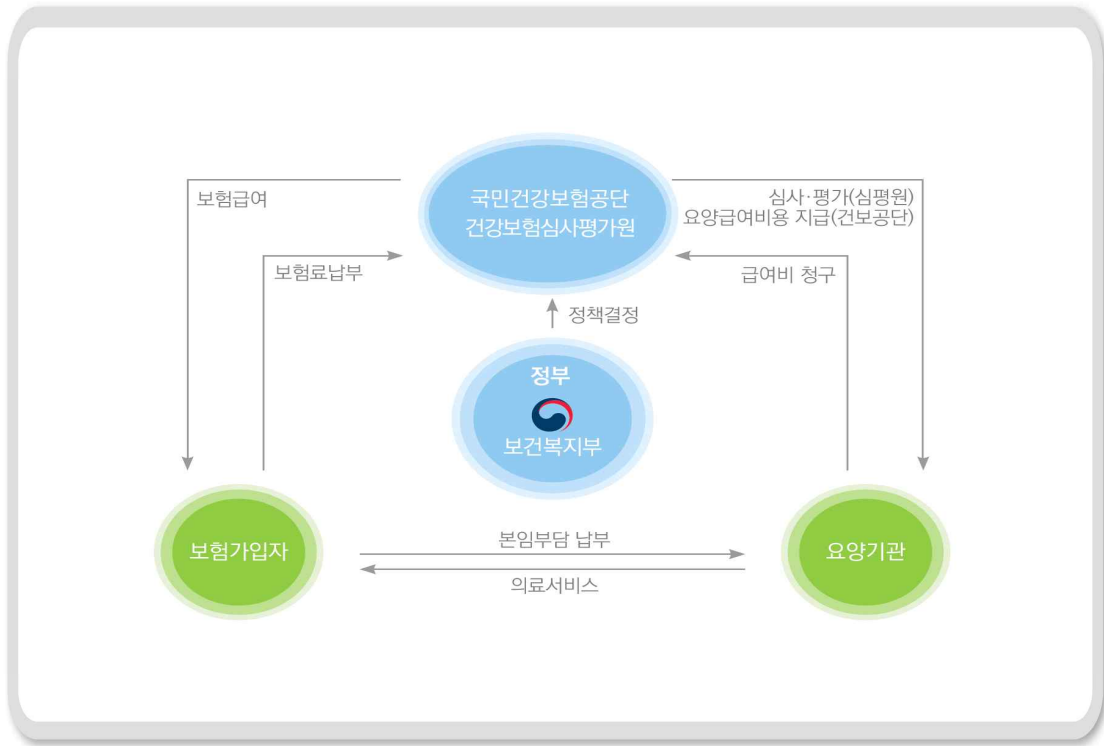 국민건강보험공단
건강보험심사평가원
보험급여
심사·평가(심평원)
요양급여비용 지급(건보공단)
보험료납부
급여비 청구
정책결정
정부
보건복지부
보험가입자
본임부담 납부
요양기관
의료서비스